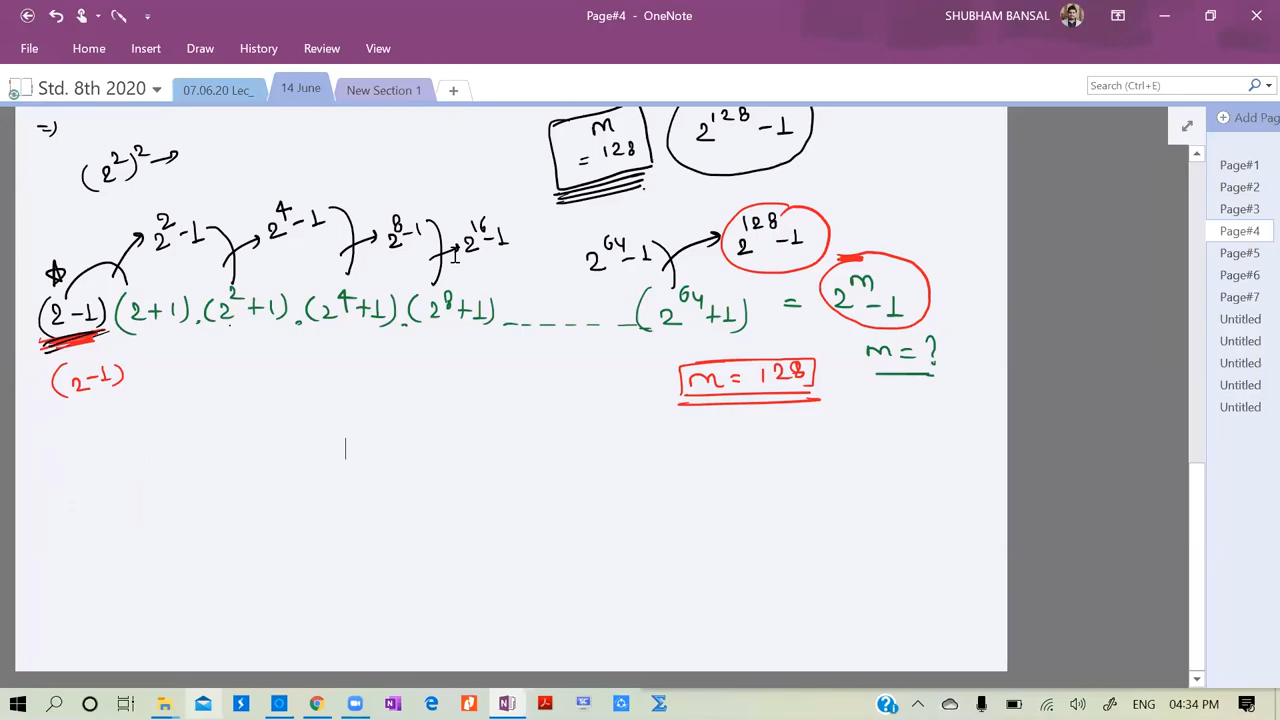 Page#4 - OneNote
SHUBHAM BANSAL
File Home Insert Draw History Review View
Std. 8th 2020
07.06.20 Lec_
14 June
New Section 1
+
Search (Ctrl+E)
Add Pag
Page#1
Page#2
Page#3
Page#4
Page#5
Page#6
Page#7
Untitled
Untitled
Untitled
Untitled
Untitled
=>
(2²)² →
m = 128
2¹²⁸ - 1
2² - 1 2⁴ - 1 2⁸ - 1 2¹⁶ - 1 2⁶⁴ - 1 2¹²⁸ - 1
(2 - 1) (2 + 1) . (2² + 1) . (2⁴ + 1) . (2⁸ + 1) ------ (2⁶⁴ + 1) = 2ᵐ - 1
m = ?
(2 - 1)
m = 128
ENG 04:34 PM